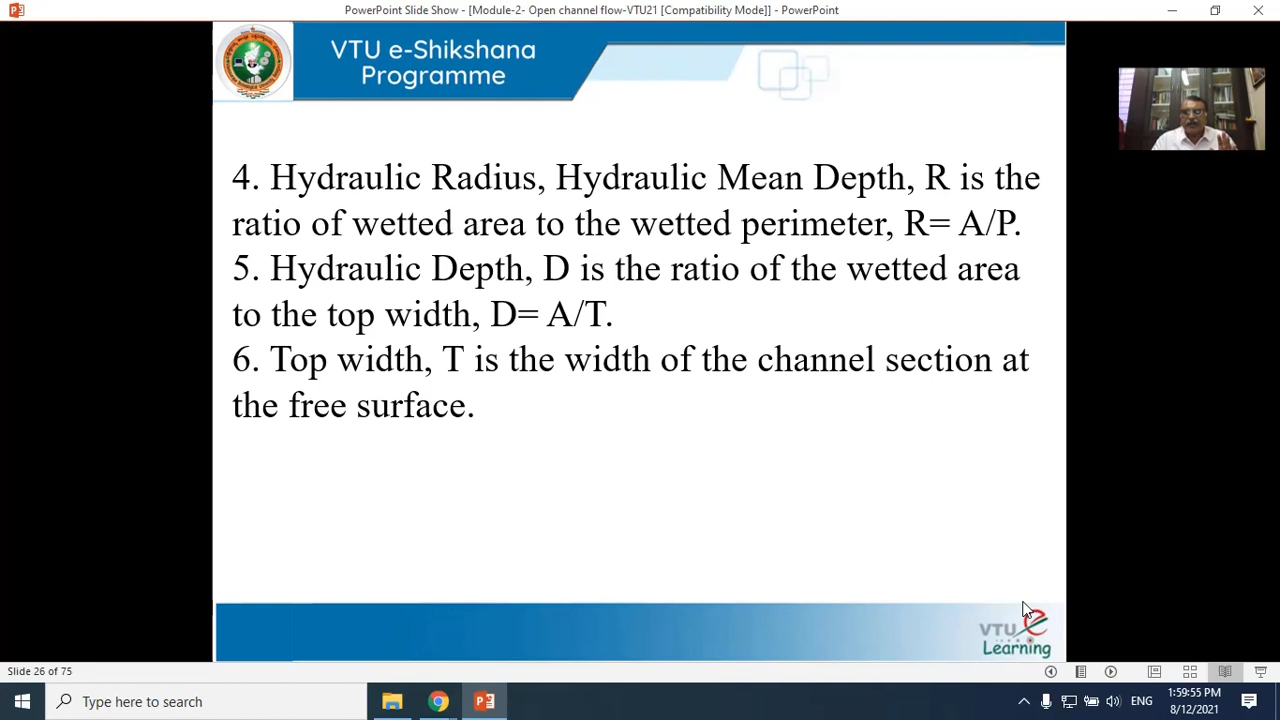 PowerPoint Slide Show - [Module-2- Open channel flow-VTU21 [Compatibility Mode]] - PowerPoint
VTU e-Shikshana
Programme
4. Hydraulic Radius, Hydraulic Mean Depth, R is the
ratio of wetted area to the wetted perimeter, R= A/P.
5. Hydraulic Depth, D is the ratio of the wetted area
to the top width, D= A/T.
6. Top width, T is the width of the channel section at
the free surface.
VTU e
Learning
Slide 26 of 75
Type here to search
ENG
1:59:55 PM
8/12/2021